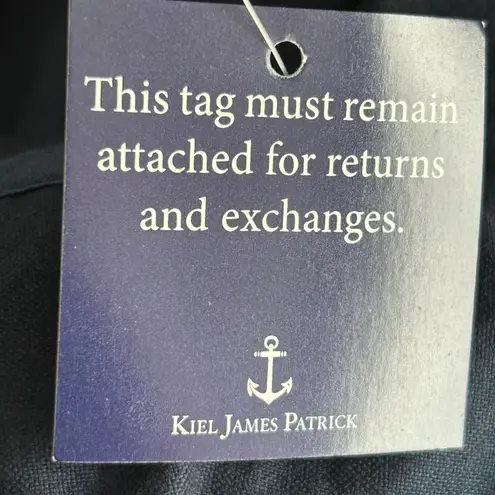 This tag must remain
attached for returns
and exchanges.
KIEL JAMES PATRICK